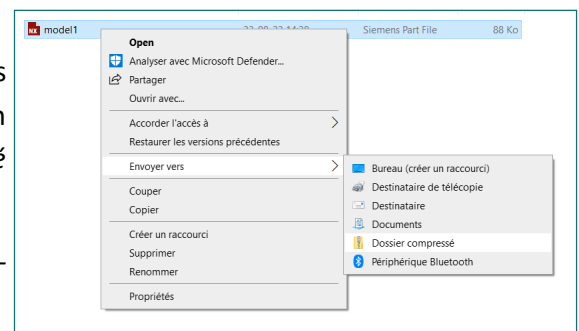 NX model1 Siemens Part File 88 Ko
Open
Analyser avec Microsoft Defender...
Partager
Ouvrir avec...
Accorder l'accès à
Restaurer les versions précédentes
Envoyer vers
Bureau (créer un raccourci)
Destinataire de télécopie
Destinataire
Documents
Dossier compressé
Périphérique Bluetooth
Couper
Copier
Créer un raccourci
Supprimer
Renommer
Propriétés